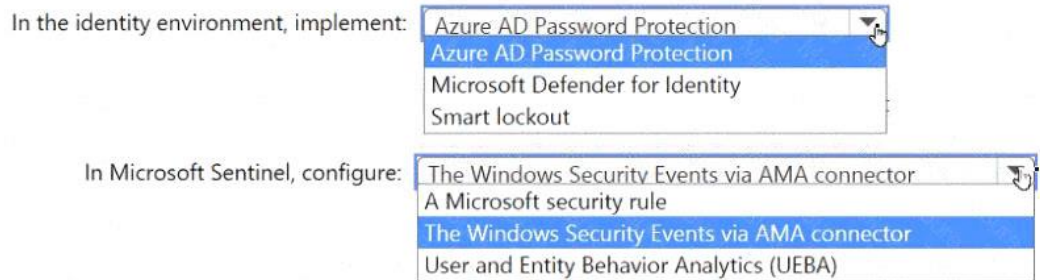 In the identity environment, implement: Azure AD Password Protection
Azure AD Password Protection
Microsoft Defender for Identity
Smart lockout
In Microsoft Sentinel, configure: The Windows Security Events via AMA connector
A Microsoft security rule
The Windows Security Events via AMA connector
User and Entity Behavior Analytics (UEBA)